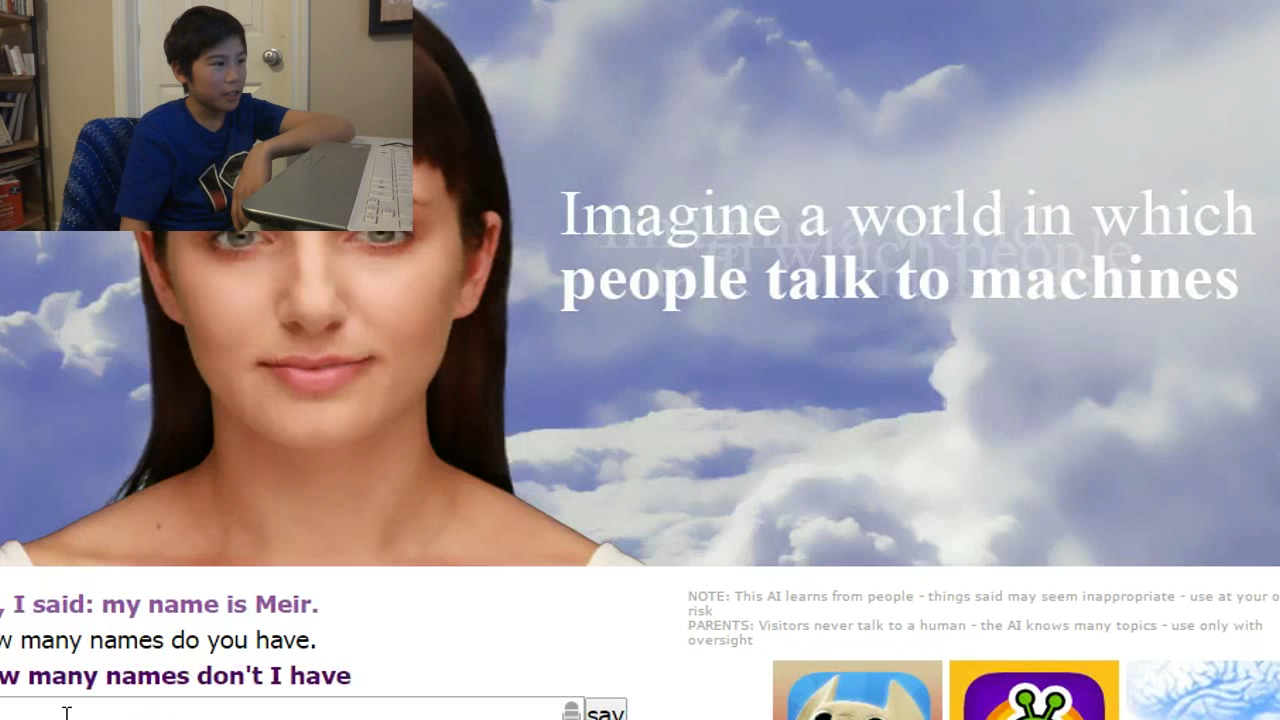 Imagine a world in which
people talk to machines
, I said: my name is Meir.
w many names do you have.
w many names don't I have
say
NOTE: This AI learns from people - things said may seem inappropriate - use at your o
risk
PARENTS: Visitors never talk to a human - the AI knows many topics - use only with
oversight